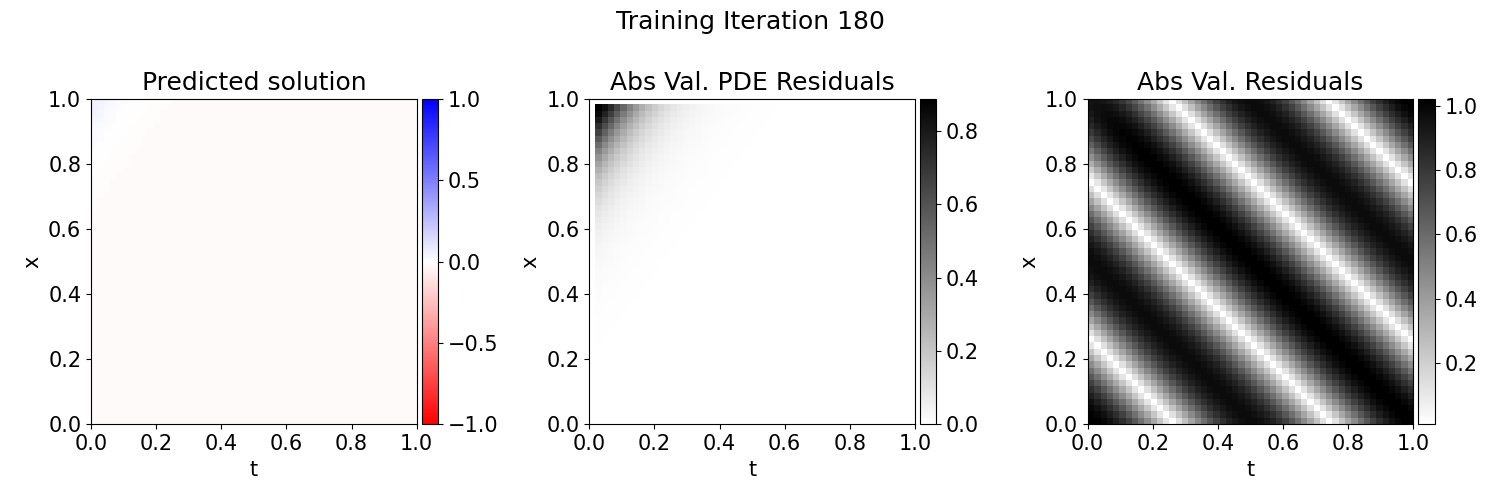 Training Iteration 180
Predicted solution
1.0
0.8
0.6
0.4
0.2
0.0
x
0.0 0.2 0.4 0.6 0.8 1.0
t
1.0
0.5
0.0
−0.5
−1.0
Abs Val. PDE Residuals
1.0
0.8
0.6
0.4
0.2
0.0
x
0.0 0.2 0.4 0.6 0.8 1.0
t
0.8
0.6
0.4
0.2
0.0
Abs Val. Residuals
1.0
0.8
0.6
0.4
0.2
0.0
x
0.0 0.2 0.4 0.6 0.8 1.0
t
1.0
0.8
0.6
0.4
0.2